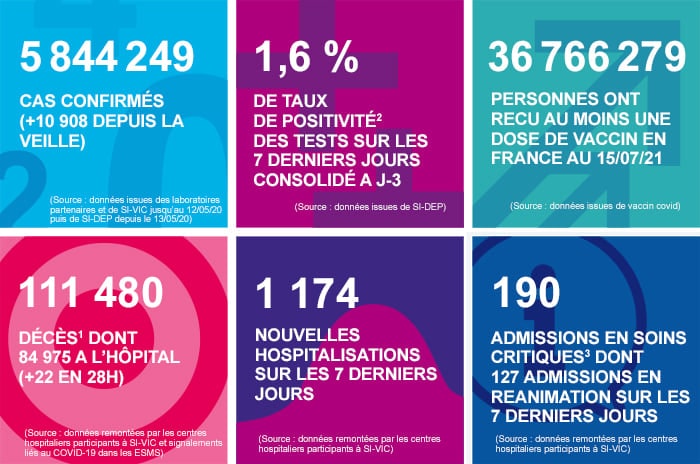 5 844 249
CAS CONFIRMÉS
(+10 908 DEPUIS LA
VEILLE)
(Source : données issues des laboratoires
partenaires et de SI-VIC jusqu'au 12/05/20
puis de SI-DEP depuis le 13/05/20)
1,6 %
DE TAUX
DE POSITIVITÉ²
DES TESTS SUR LES
7 DERNIERS JOURS
CONSOLIDÉ A J-3
(Source : données issues de SI-DEP)
36 766 279
PERSONNES ONT
RECU AU MOINS UNE
DOSE DE VACCIN EN
FRANCE AU 15/07/21
(Source : données issues de vaccin covid)
111 480
DÉCÈS¹ DONT
84 975 A L'HÔPITAL
(+22 EN 28H)
(Source : données remontées par les centres
hospitaliers participants à SI-VIC et signalements
liés au COVID-19 dans les ESMS)
1 174
NOUVELLES
HOSPITALISATIONS
SUR LES 7 DERNIERS
JOURS
(Source : données remontées par les centres
hospitaliers participants à SI-VIC)
190
ADMISSIONS EN SOINS
CRITIQUES³ DONT
127 ADMISSIONS EN
REANIMATION SUR LES
7 DERNIERS JOURS
(Source : données remontées par les centres
hospitaliers participants à SI-VIC)